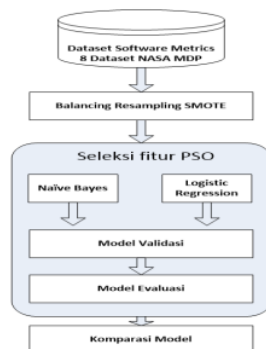 Dataset Software Metrics
8 Dataset NASA MDP
Balancing Resampling SMOTE
Seleksi fitur PSO
Naïve Bayes
Logistic
Regression
Model Validasi
Model Evaluasi
Komparasi Model